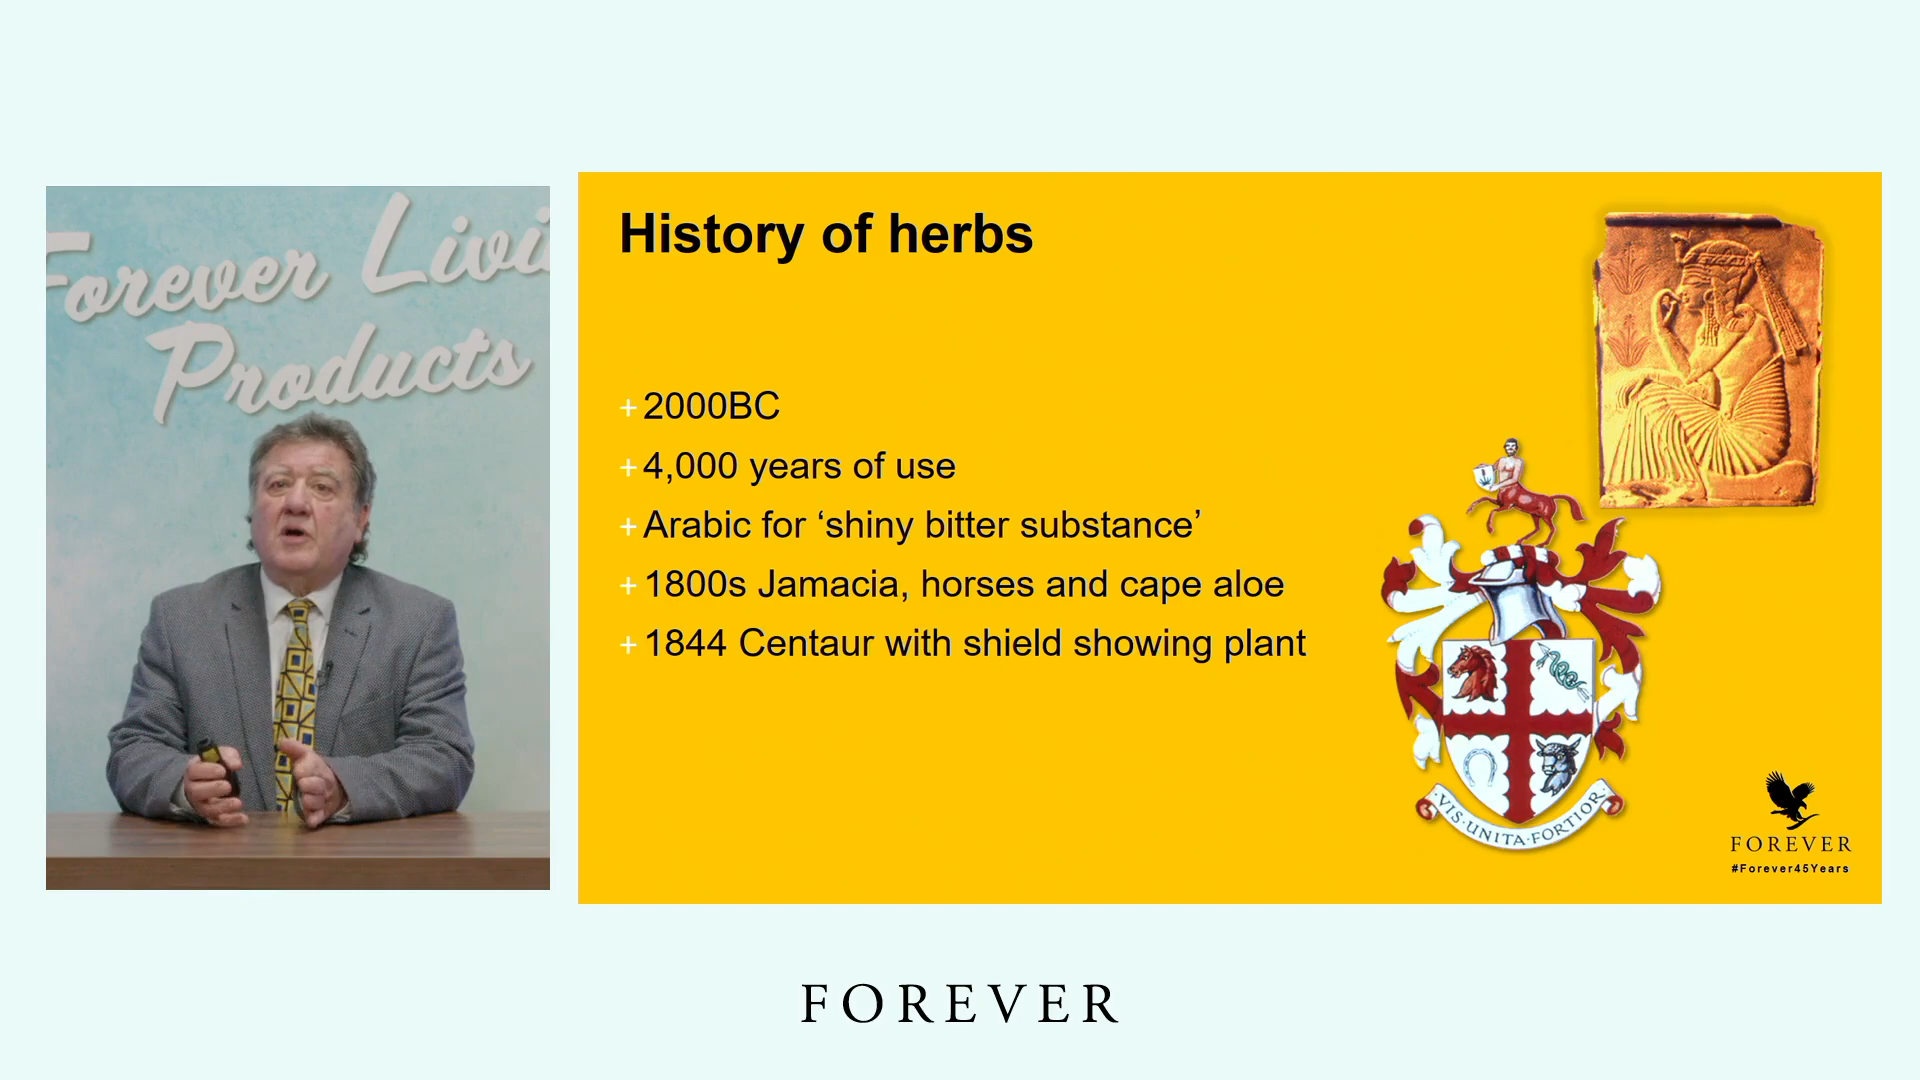 Forever Livi
Products
History of herbs
+ 2000BC
+ 4,000 years of use
+ Arabic for ‘shiny bitter substance’
+ 1800s Jamacia, horses and cape aloe
+ 1844 Centaur with shield showing plant
VIS·UNITA·FORTIOR·
FOREVER
#Forever45Years
FOREVER